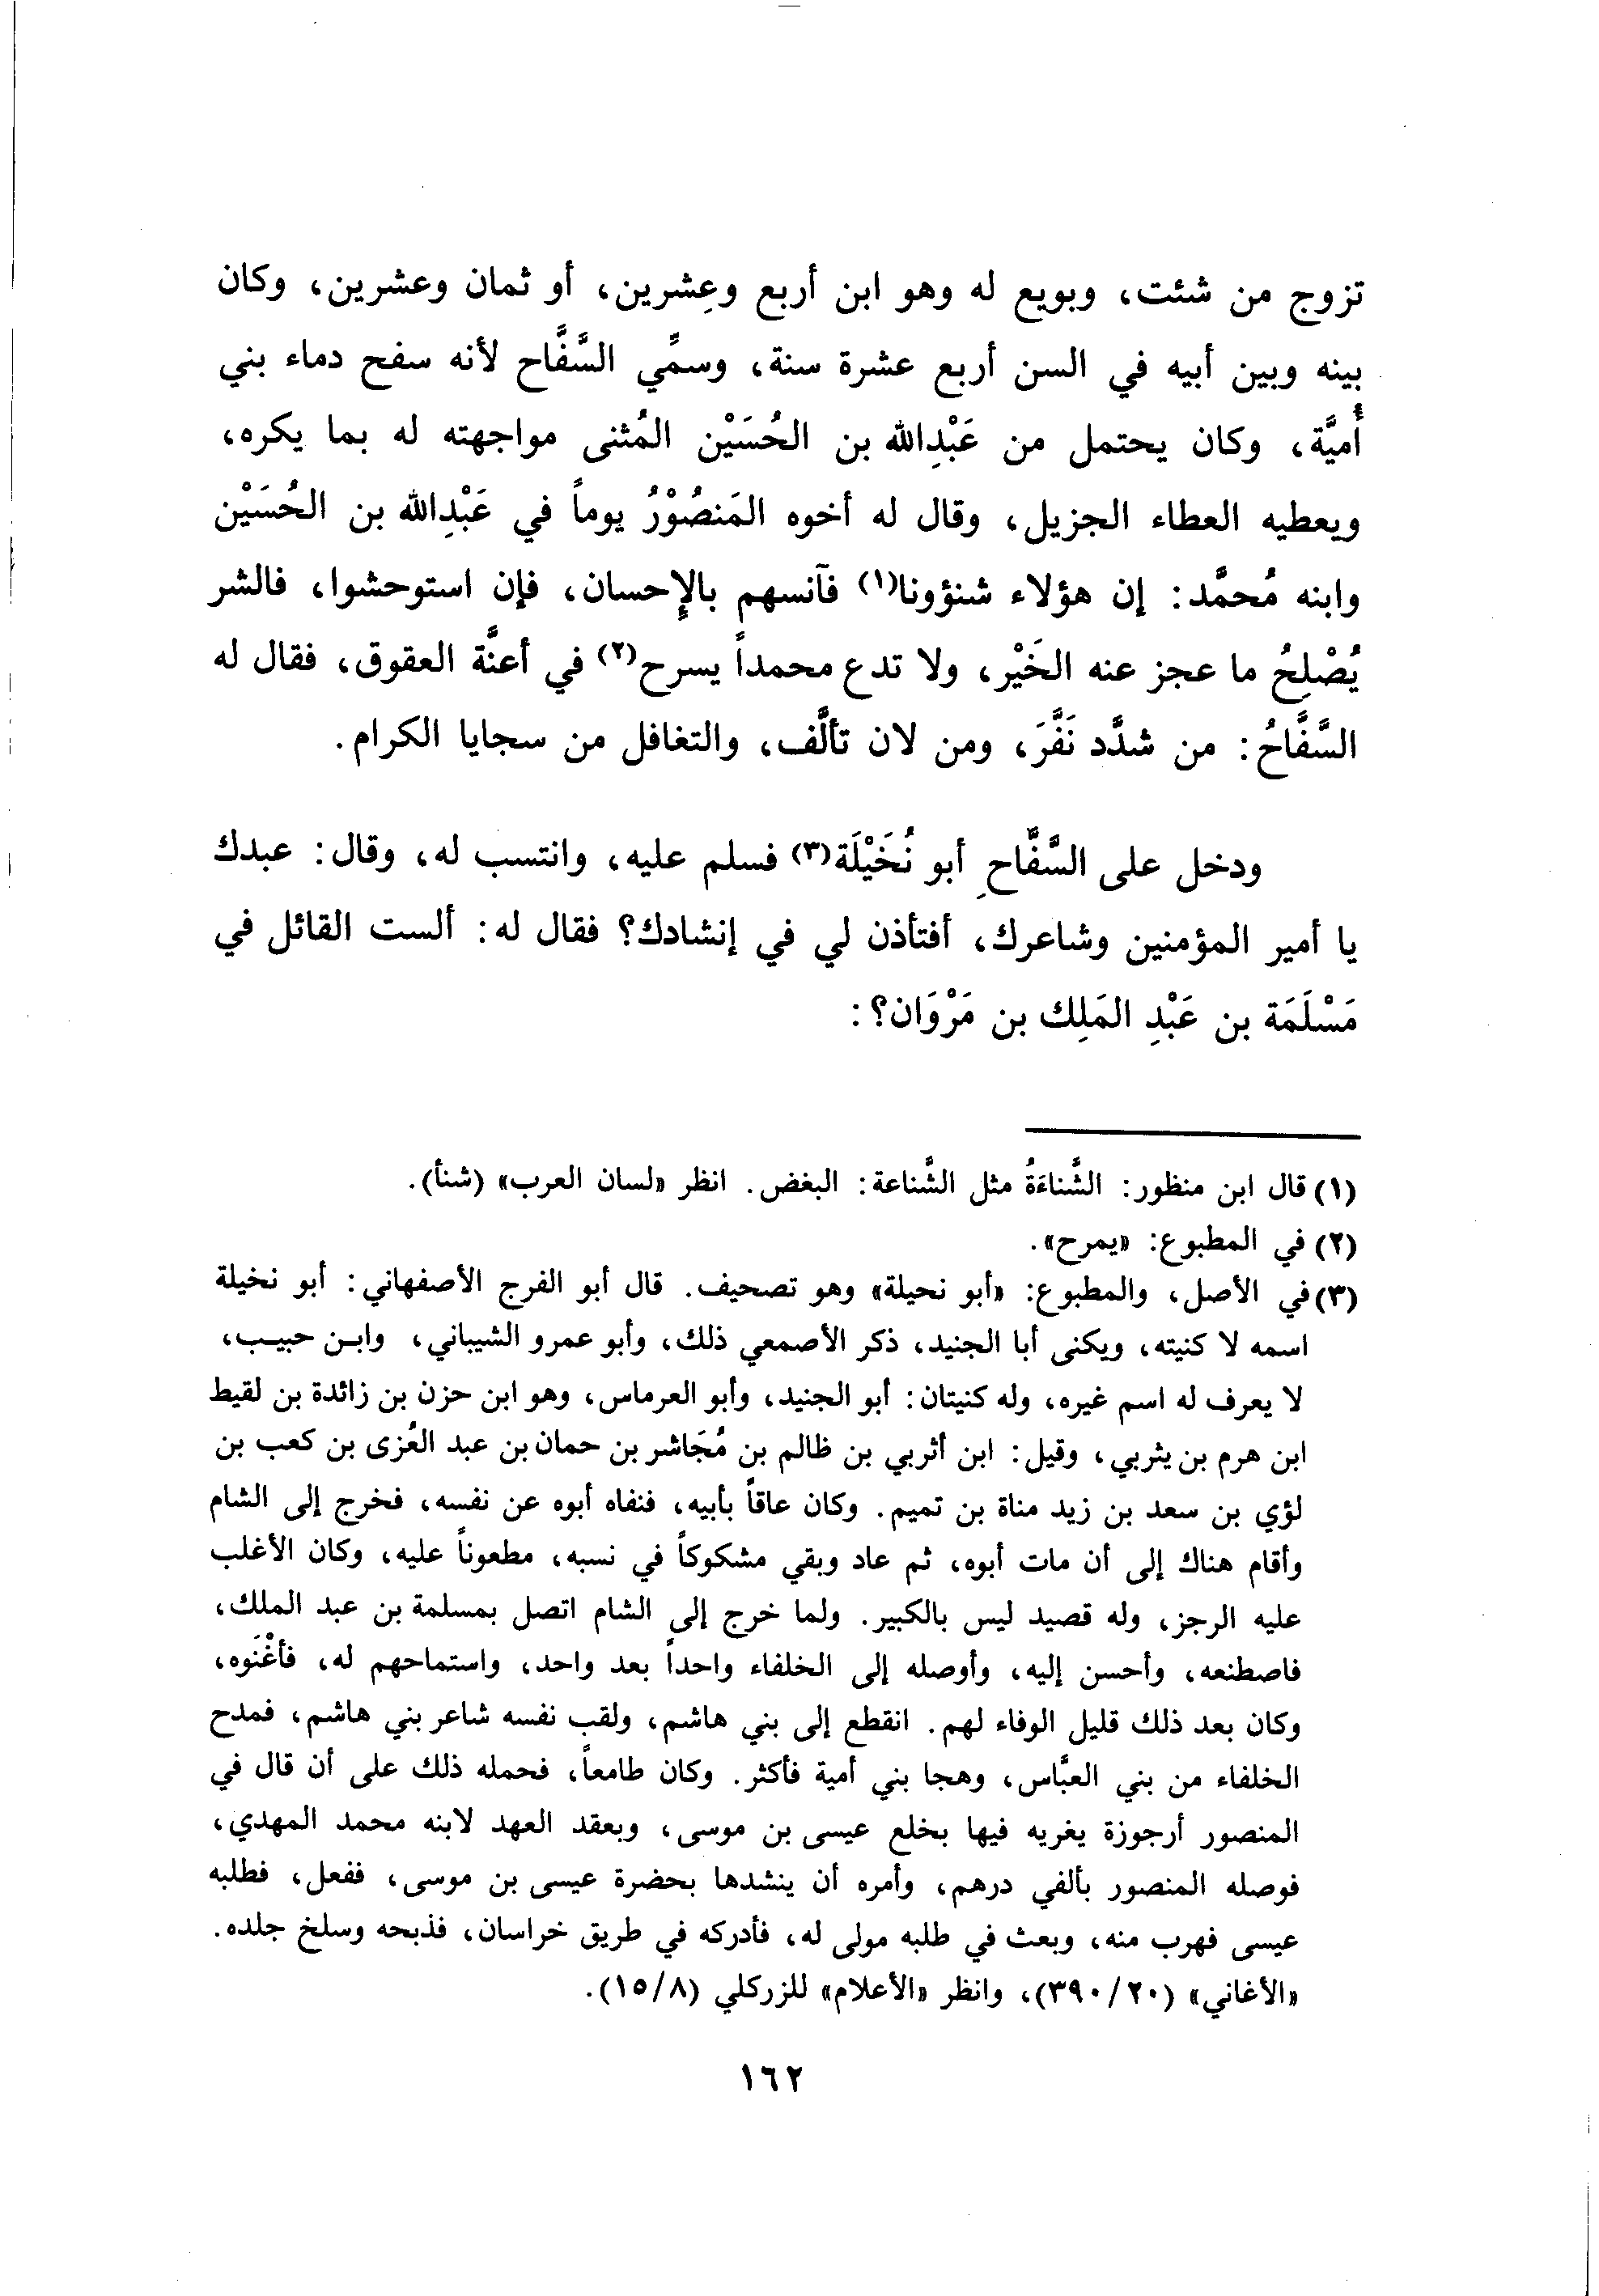 تزوج من شئت، وبويع له وهو ابن أربع وعِشرين، أو ثمان وعشرين، وكان
بينه وبين أبيه في السن أربع عشرة سنة، وسمِّي السَّفَّاح لأنه سفح دماء بني
أُميَّة، وكان يحتمل من عَبْدِالله بن الحُسَيْن المُثنى مواجهته له بما يكره،
ويعطيه العطاء الجزيل، وقال له أخوه المَنصُوْرُ يوماً في عَبْدِالله بن الحُسَيْن
وابنه مُحمَّد: إن هؤلاء شنؤونا(١) فآنسهم بالإِحسان، فإن استوحشوا، فالشر
يُصْلِحُ ما عجز عنه الخَيْر، ولا تدع محمداً يسرح(٢) في أعنَّة العقوق، فقال له
السَّفَّاحُ: من شدَّد نَفَّرَ، ومن لان تألَّف، والتغافل من سجايا الكرام.
ودخل على السَّفَّاحِ أبو نُخَيْلَة(٣) فسلم عليه، وانتسب له، وقال: عبدك
يا أمير المؤمنين وشاعرك، أفتأذن لي في إنشادك؟ فقال له: ألست القائل في
مَسْلَمَة بن عَبْدِ المَلِك بن مَرْوَان؟:
(١) قال ابن منظور: الشَّناءَةُ مثل الشَّناعة: البغض. انظر «لسان العرب» (شنأ).
(٢) في المطبوع: «يمرح».
(٣) في الأصل، والمطبوع: «أبو نحيلة» وهو تصحيف. قال أبو الفرج الأصفهاني: أبو نخيلة
اسمه لا كنيته، ويكنى أبا الجنيد، ذكر الأصمعي ذلك، وأبو عمرو الشيباني، وابن حبيب،
لا يعرف له اسم غيره، وله كنيتان: أبو الجنيد، وأبو العرماس، وهو ابن حزن بن زائدة بن لقيط
ابن هرم بن يثربي، وقيل: ابن أثربي بن ظالم بن مُجَاشر بن حمان بن عبد العُزى بن كعب بن
لؤي بن سعد بن زيد مناة بن تميم. وكان عاقاً بأبيه، فنفاه أبوه عن نفسه، فخرج إلى الشام
وأقام هناك إلى أن مات أبوه، ثم عاد وبقي مشكوكاً في نسبه، مطعوناً عليه، وكان الأغلب
عليه الرجز، وله قصيد ليس بالكبير. ولما خرج إلى الشام اتصل بمسلمة بن عبد الملك،
فاصطنعه، وأحسن إليه، وأوصله إلى الخلفاء واحداً بعد واحد، واستماحهم له، فأغْنَوه،
وكان بعد ذلك قليل الوفاء لهم. انقطع إلى بني هاشم، ولقب نفسه شاعر بني هاشم، فمدح
الخلفاء من بني العبَّاس، وهجا بني أمية فأكثر. وكان طامعاً، فحمله ذلك على أن قال في
المنصور أرجوزة يغريه فيها بخلع عيسى بن موسى، وبعقد العهد لابنه محمد المهدي،
فوصله المنصور بألفي درهم، وأمره أن ينشدها بحضرة عيسى بن موسى، ففعل، فطلبه
عيسى فهرب منه، وبعث في طلبه مولى له، فأدركه في طريق خراسان، فذبحه وسلخ جلده.
«الأغاني» (٢٠/ ٣٩٠)، وانظر «الأعلام» للزركلي (٨/ ١٥).
١٦٢